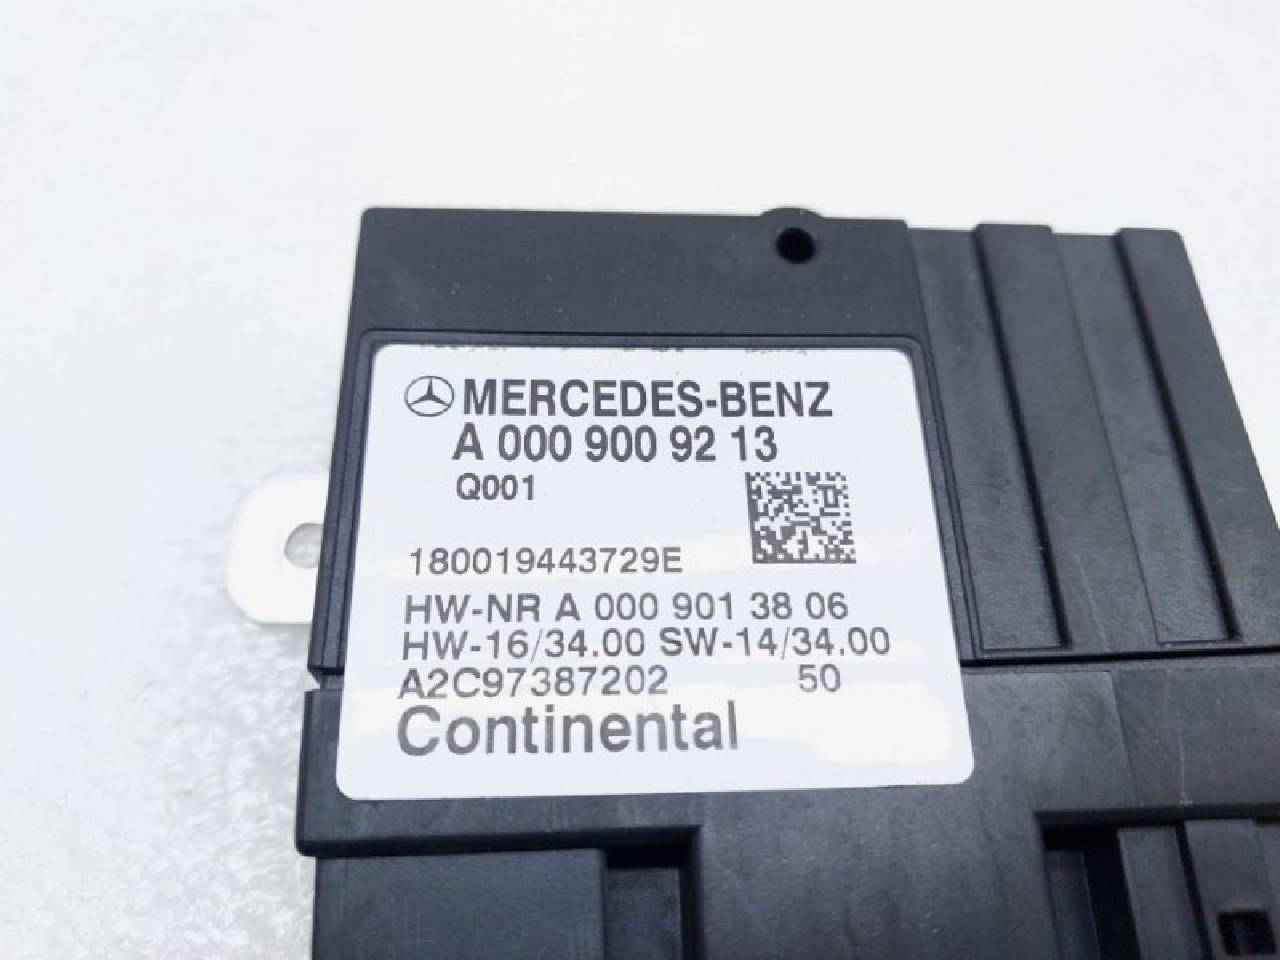 MERCEDES-BENZ
A 000 900 92 13
Q001
180019443729E
HW-NR A 000 901 38 06
HW-16/34.00 SW-14/34.00
A2C97387202 50
Continental